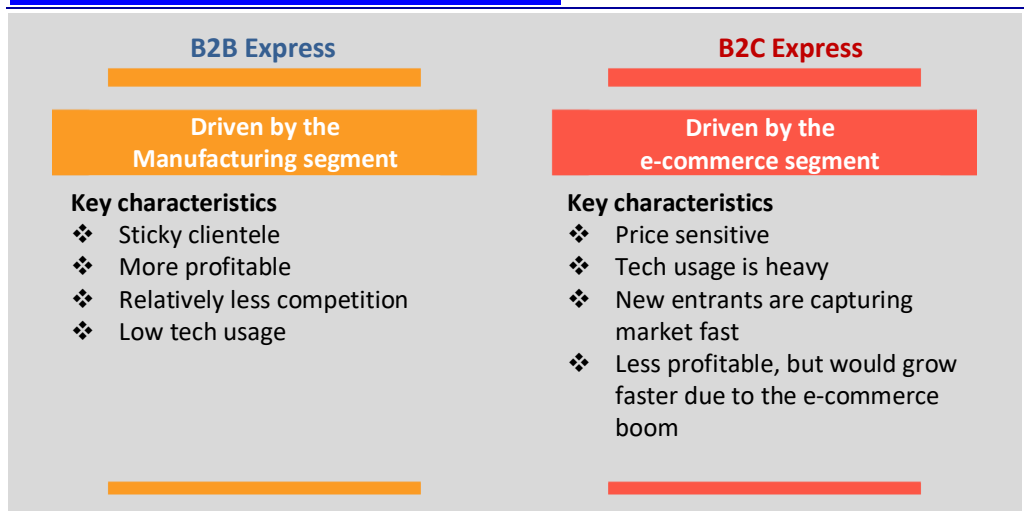 B2B Express
Driven by the
Manufacturing segment
Key characteristics
❖ Sticky clientele
❖ More profitable
❖ Relatively less competition
❖ Low tech usage
B2C Express
Driven by the
e-commerce segment
Key characteristics
❖ Price sensitive
❖ Tech usage is heavy
❖ New entrants are capturing
market fast
❖ Less profitable, but would grow
faster due to the e-commerce
boom